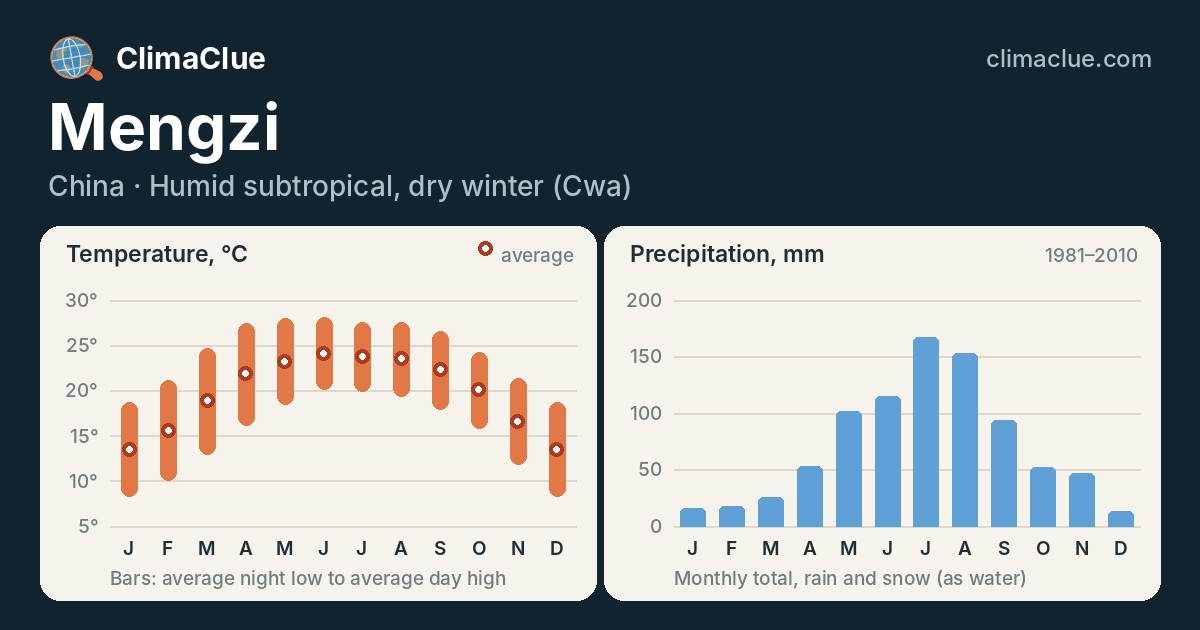 ClimaClue
climaclue.com
Mengzi
China · Humid subtropical, dry winter (Cwa)
Temperature, °C
average
30°
25°
20°
15°
10°
5°
J F M A M J J A S O N D
Bars: average night low to average day high
Precipitation, mm
1981–2010
200
150
100
50
0
J F M A M J J A S O N D
Monthly total, rain and snow (as water)